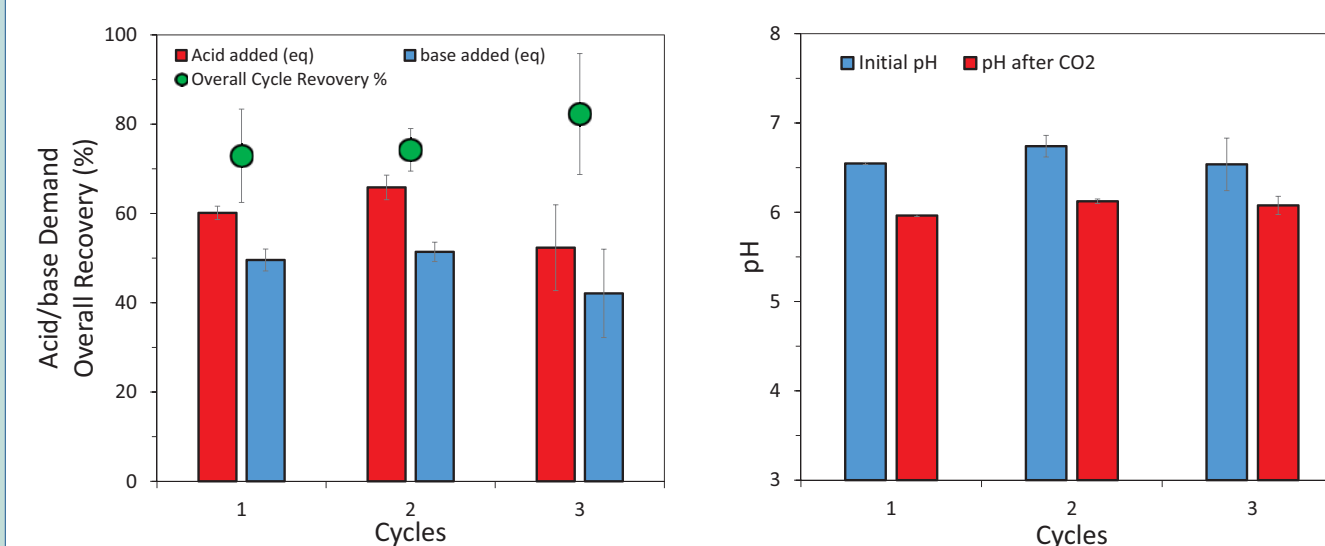 Acid/base Demand
Overall Recovery (%)
100
80
60
40
20
0
Acid added (eq)
base added (eq)
Overall Cycle Revovery %
1
2
3
Cycles
pH
8
7
6
5
4
3
Initial pH
pH after CO2
1
2
3
Cycles